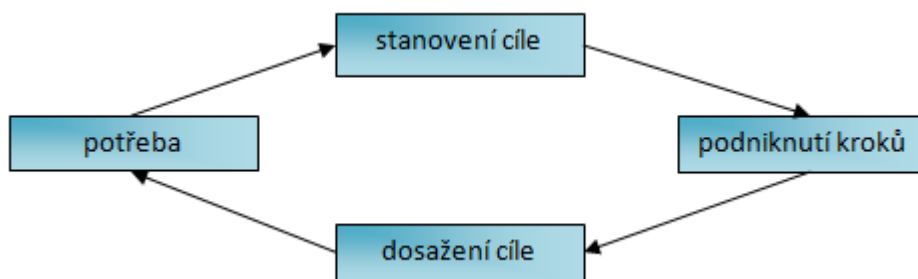 stanovení cíle
potřeba
podniknutí kroků
dosažení cíle